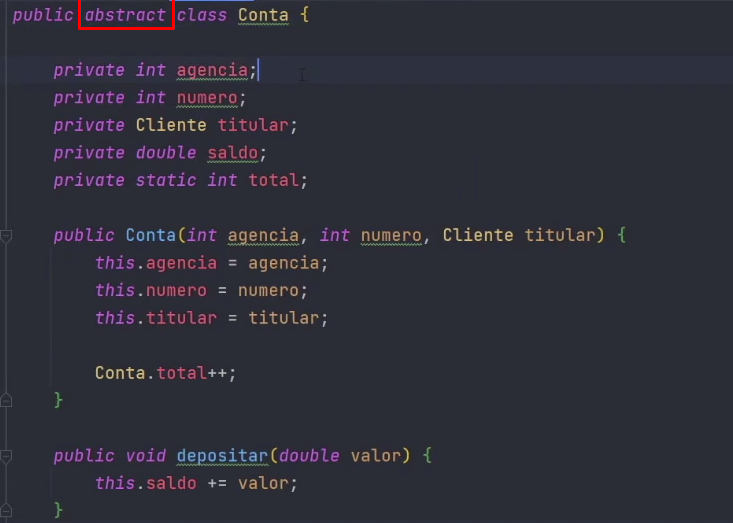 public abstract class Conta {
private int agencia;
private int numero;
private Cliente titular;
private double saldo;
private static int total;
public Conta(int agencia, int numero, Cliente titular) {
this.agencia = agencia;
this.numero = numero;
this.titular = titular;
Conta.total++;
}
public void depositar(double valor) {
this.saldo += valor;
}